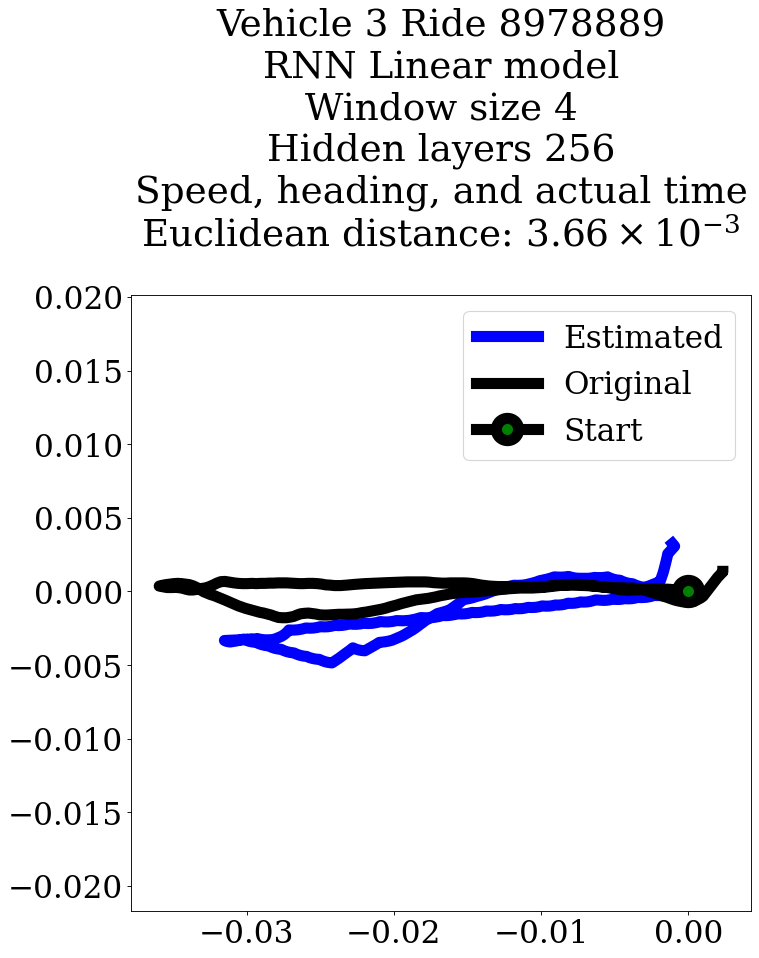 Vehicle 3 Ride 8978889
RNN Linear model
Window size 4
Hidden layers 256
Speed, heading, and actual time
Euclidean distance: 3.66 × 10⁻³
0.020
0.015
0.010
0.005
0.000
−0.005
−0.010
−0.015
−0.020
Estimated
Original
Start
−0.03 −0.02 −0.01 0.00